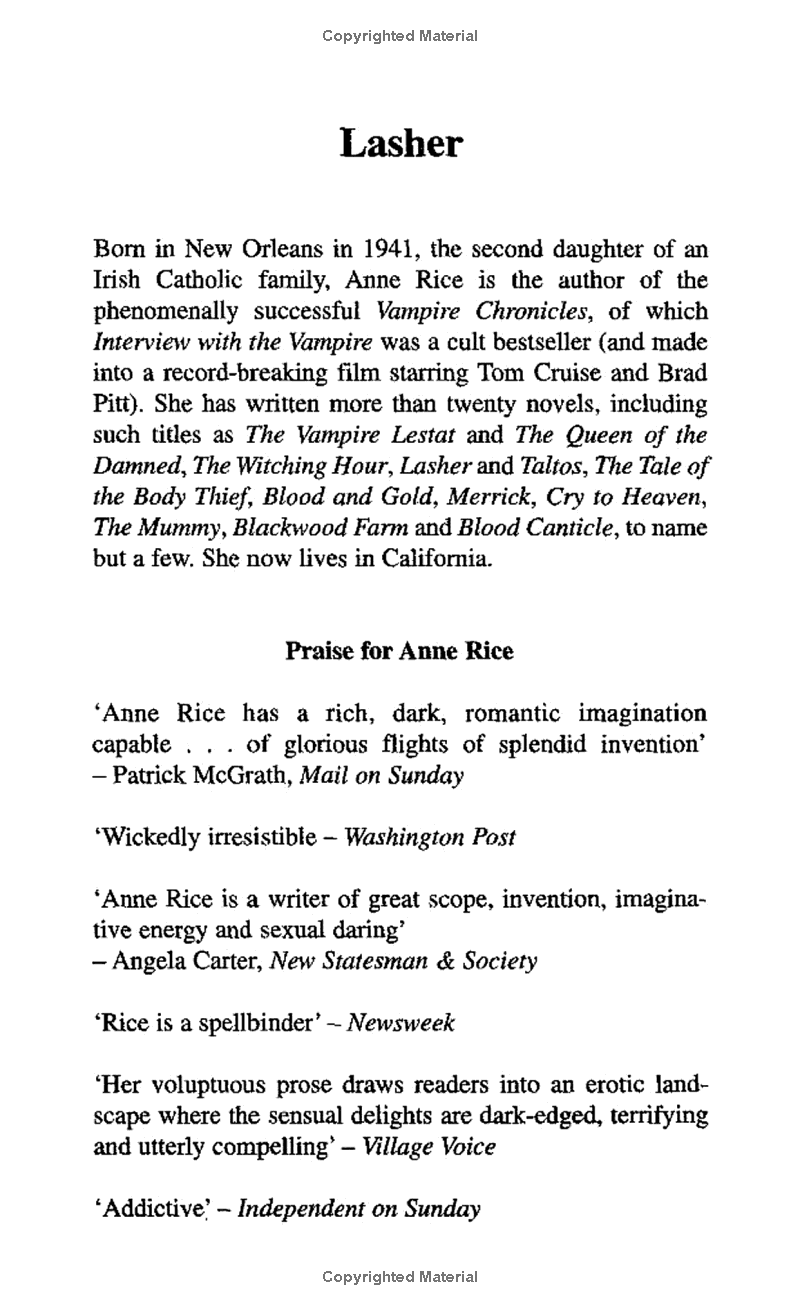 Copyrighted Material
Lasher
Born in New Orleans in 1941, the second daughter of an
Irish Catholic family, Anne Rice is the author of the
phenomenally successful Vampire Chronicles, of which
Interview with the Vampire was a cult bestseller (and made
into a record-breaking film starring Tom Cruise and Brad
Pitt). She has written more than twenty novels, including
such titles as The Vampire Lestat and The Queen of the
Damned, The Witching Hour, Lasher and Taltos, The Tale of
the Body Thief, Blood and Gold, Merrick, Cry to Heaven,
The Mummy, Blackwood Farm and Blood Canticle, to name
but a few. She now lives in California.
Praise for Anne Rice
‘Anne Rice has a rich, dark, romantic imagination
capable . . . of glorious flights of splendid invention’
– Patrick McGrath, Mail on Sunday
‘Wickedly irresistible – Washington Post
‘Anne Rice is a writer of great scope, invention, imagina-
tive energy and sexual daring’
– Angela Carter, New Statesman & Society
‘Rice is a spellbinder’ – Newsweek
‘Her voluptuous prose draws readers into an erotic land-
scape where the sensual delights are dark-edged, terrifying
and utterly compelling‘ – Village Voice
‘Addictive’ – Independent on Sunday
Copyrighted Material